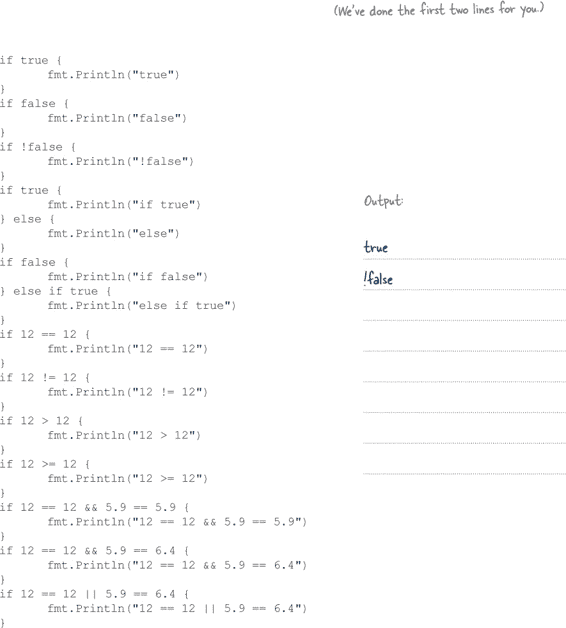 (We've done the first two lines for you.)
if true {
	fmt.Println("true")
}
if false {
	fmt.Println("false")
}
if !false {
	fmt.Println("!false")
}
if true {
	fmt.Println("if true")
} else {
	fmt.Println("else")
}
if false {
	fmt.Println("if false")
} else if true {
	fmt.Println("else if true")
}
if 12 == 12 {
	fmt.Println("12 == 12")
}
if 12 != 12 {
	fmt.Println("12 != 12")
}
if 12 > 12 {
	fmt.Println("12 > 12")
}
if 12 >= 12 {
	fmt.Println("12 >= 12")
}
if 12 == 12 && 5.9 == 5.9 {
	fmt.Println("12 == 12 && 5.9 == 5.9")
}
if 12 == 12 && 5.9 == 6.4 {
	fmt.Println("12 == 12 && 5.9 == 6.4")
}
if 12 == 12 || 5.9 == 6.4 {
	fmt.Println("12 == 12 || 5.9 == 6.4")
}
Output:
true
!false